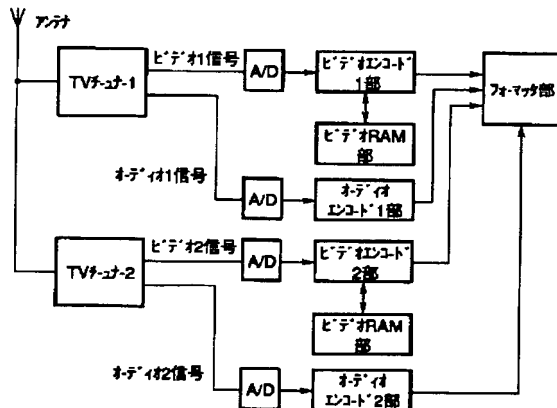 アンテナ
TVチューナー1
ビデオ1信号
A/D
ビデオエンコード
1部
フォーマッタ部
ビデオRAM
部
オーディオ1信号
A/D
オーディオ
エンコード1部
TVチューナー2
ビデオ2信号
A/D
ビデオエンコード
2部
ビデオRAM
部
オーディオ2信号
A/D
オーディオ
エンコード2部